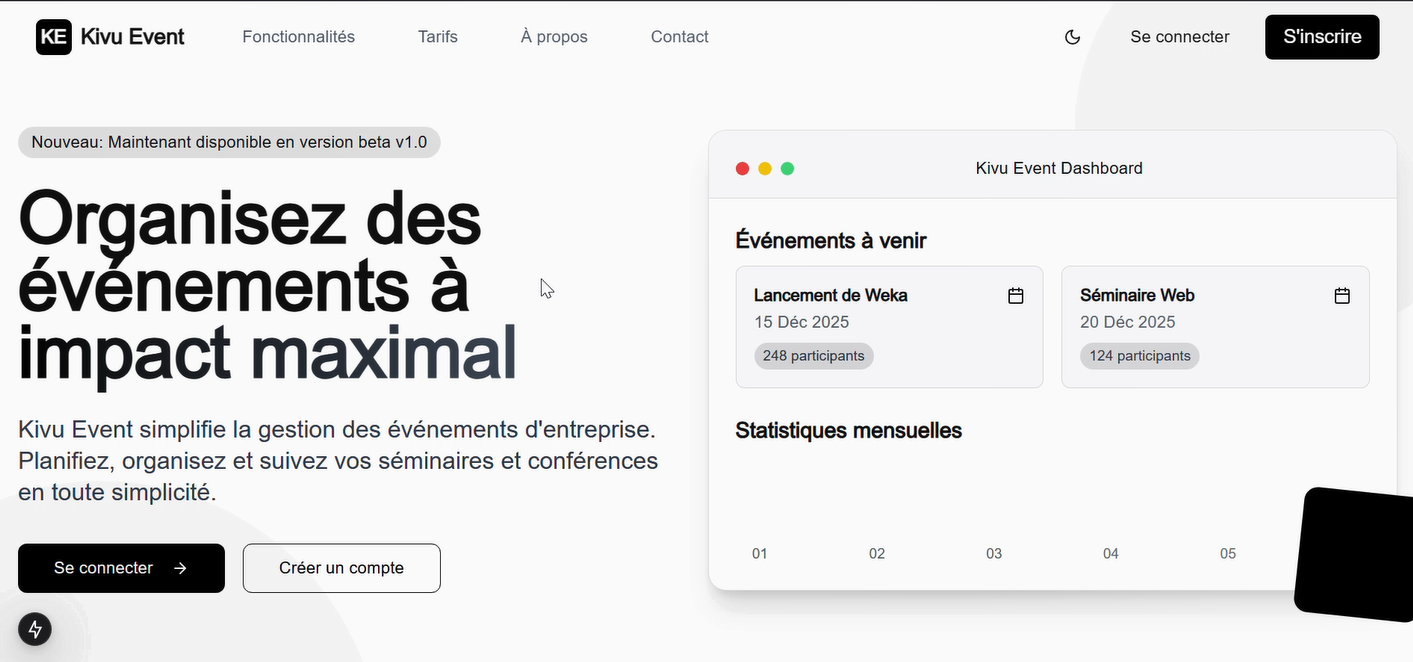 KE Kivu Event
Fonctionnalités
Tarifs
À propos
Contact
Se connecter
S'inscrire
Nouveau: Maintenant disponible en version beta v1.0
Organisez des
événements à
impact maximal
Kivu Event simplifie la gestion des événements d'entreprise.
Planifiez, organisez et suivez vos séminaires et conférences
en toute simplicité.
Se connecter
Créer un compte
Kivu Event Dashboard
Événements à venir
Lancement de Weka
15 Déc 2025
248 participants
Séminaire Web
20 Déc 2025
124 participants
Statistiques mensuelles
01 02 03 04 05